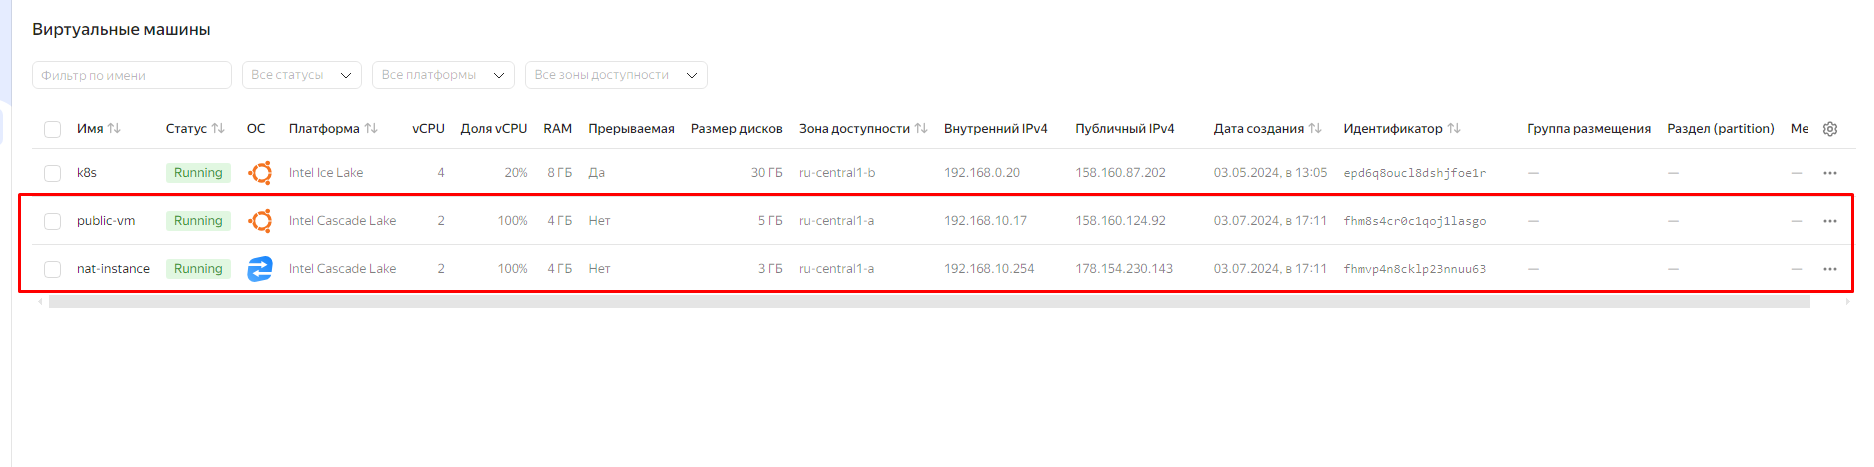 Виртуальные машины
Фильтр по имени Все статусы Все платформы Все зоны доступности
Имя Статус ОС Платформа vCPU Доля vCPU RAM Прерываемая Размер дисков Зона доступности Внутренний IPv4 Публичный IPv4 Дата создания Идентификатор Группа размещения Раздел (partition) Ме
k8s Running Intel Ice Lake 4 20% 8 ГБ Да 30 ГБ ru-central1-b 192.168.0.20 158.160.87.202 03.05.2024, в 13:05 epd6q8oucl8dshjfoe1r — — —
public-vm Running Intel Cascade Lake 2 100% 4 ГБ Нет 5 ГБ ru-central1-a 192.168.10.17 158.160.124.92 03.07.2024, в 17:11 fhm8s4cr0c1qoj1lasgo — — —
nat-instance Running Intel Cascade Lake 2 100% 4 ГБ Нет 3 ГБ ru-central1-a 192.168.10.254 178.154.230.143 03.07.2024, в 17:11 fhmvp4n8cklp23nnuu63 — — —